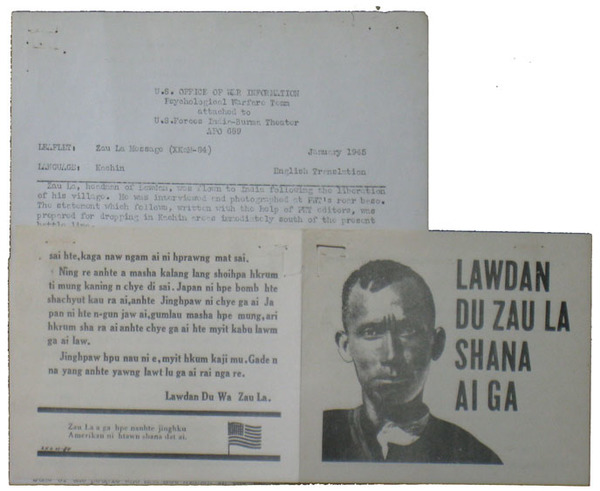 U.S. OFFICE OF WAR INFORMATION
Psychological Warfare Team
attached to
U.S. Forces India-Burma Theater
APO 689
LEAFLET: Zau La Message January 1945
LANGUAGE: Kachin English Translation
Zau La, headman of Lawdan, was flown to India following the liberation
of his village. He was interviewed and photographed at PWT's rear base.
The statement which follows, written with the help of PWT editors, was
prepared for dropping in Kachin areas immediately south of the present
battle line.
sai hte, kaga naw ngam ai ni hprawng mat sai.
Ning re anhte a masha kalang lang shoihpa hkrum
ti mung kaning n chye di sai. Japan ni hpe bomb hte
shachyut kau ra ai, anhte Jinghpaw ni chye ga ai Ja
pan ni hte n-gun jaw ai, gumlau masha hpe mung, ari
hkrum sha ra ai anhte chye ga ai hte myit kabu lawm
ga ai law.
Jinghpaw hpu nau ni e, myit hkum kaji mu. Gade n
na yang anhte yawng lawt lu ga ai rai nga re.
Lawdan Du Wa Zau La.
Zau La a ga hpe nanhte jinghku
Amerikan ni htawn shana dat ai.
LAWDAN
DU ZAU LA
SHANA
AI GA